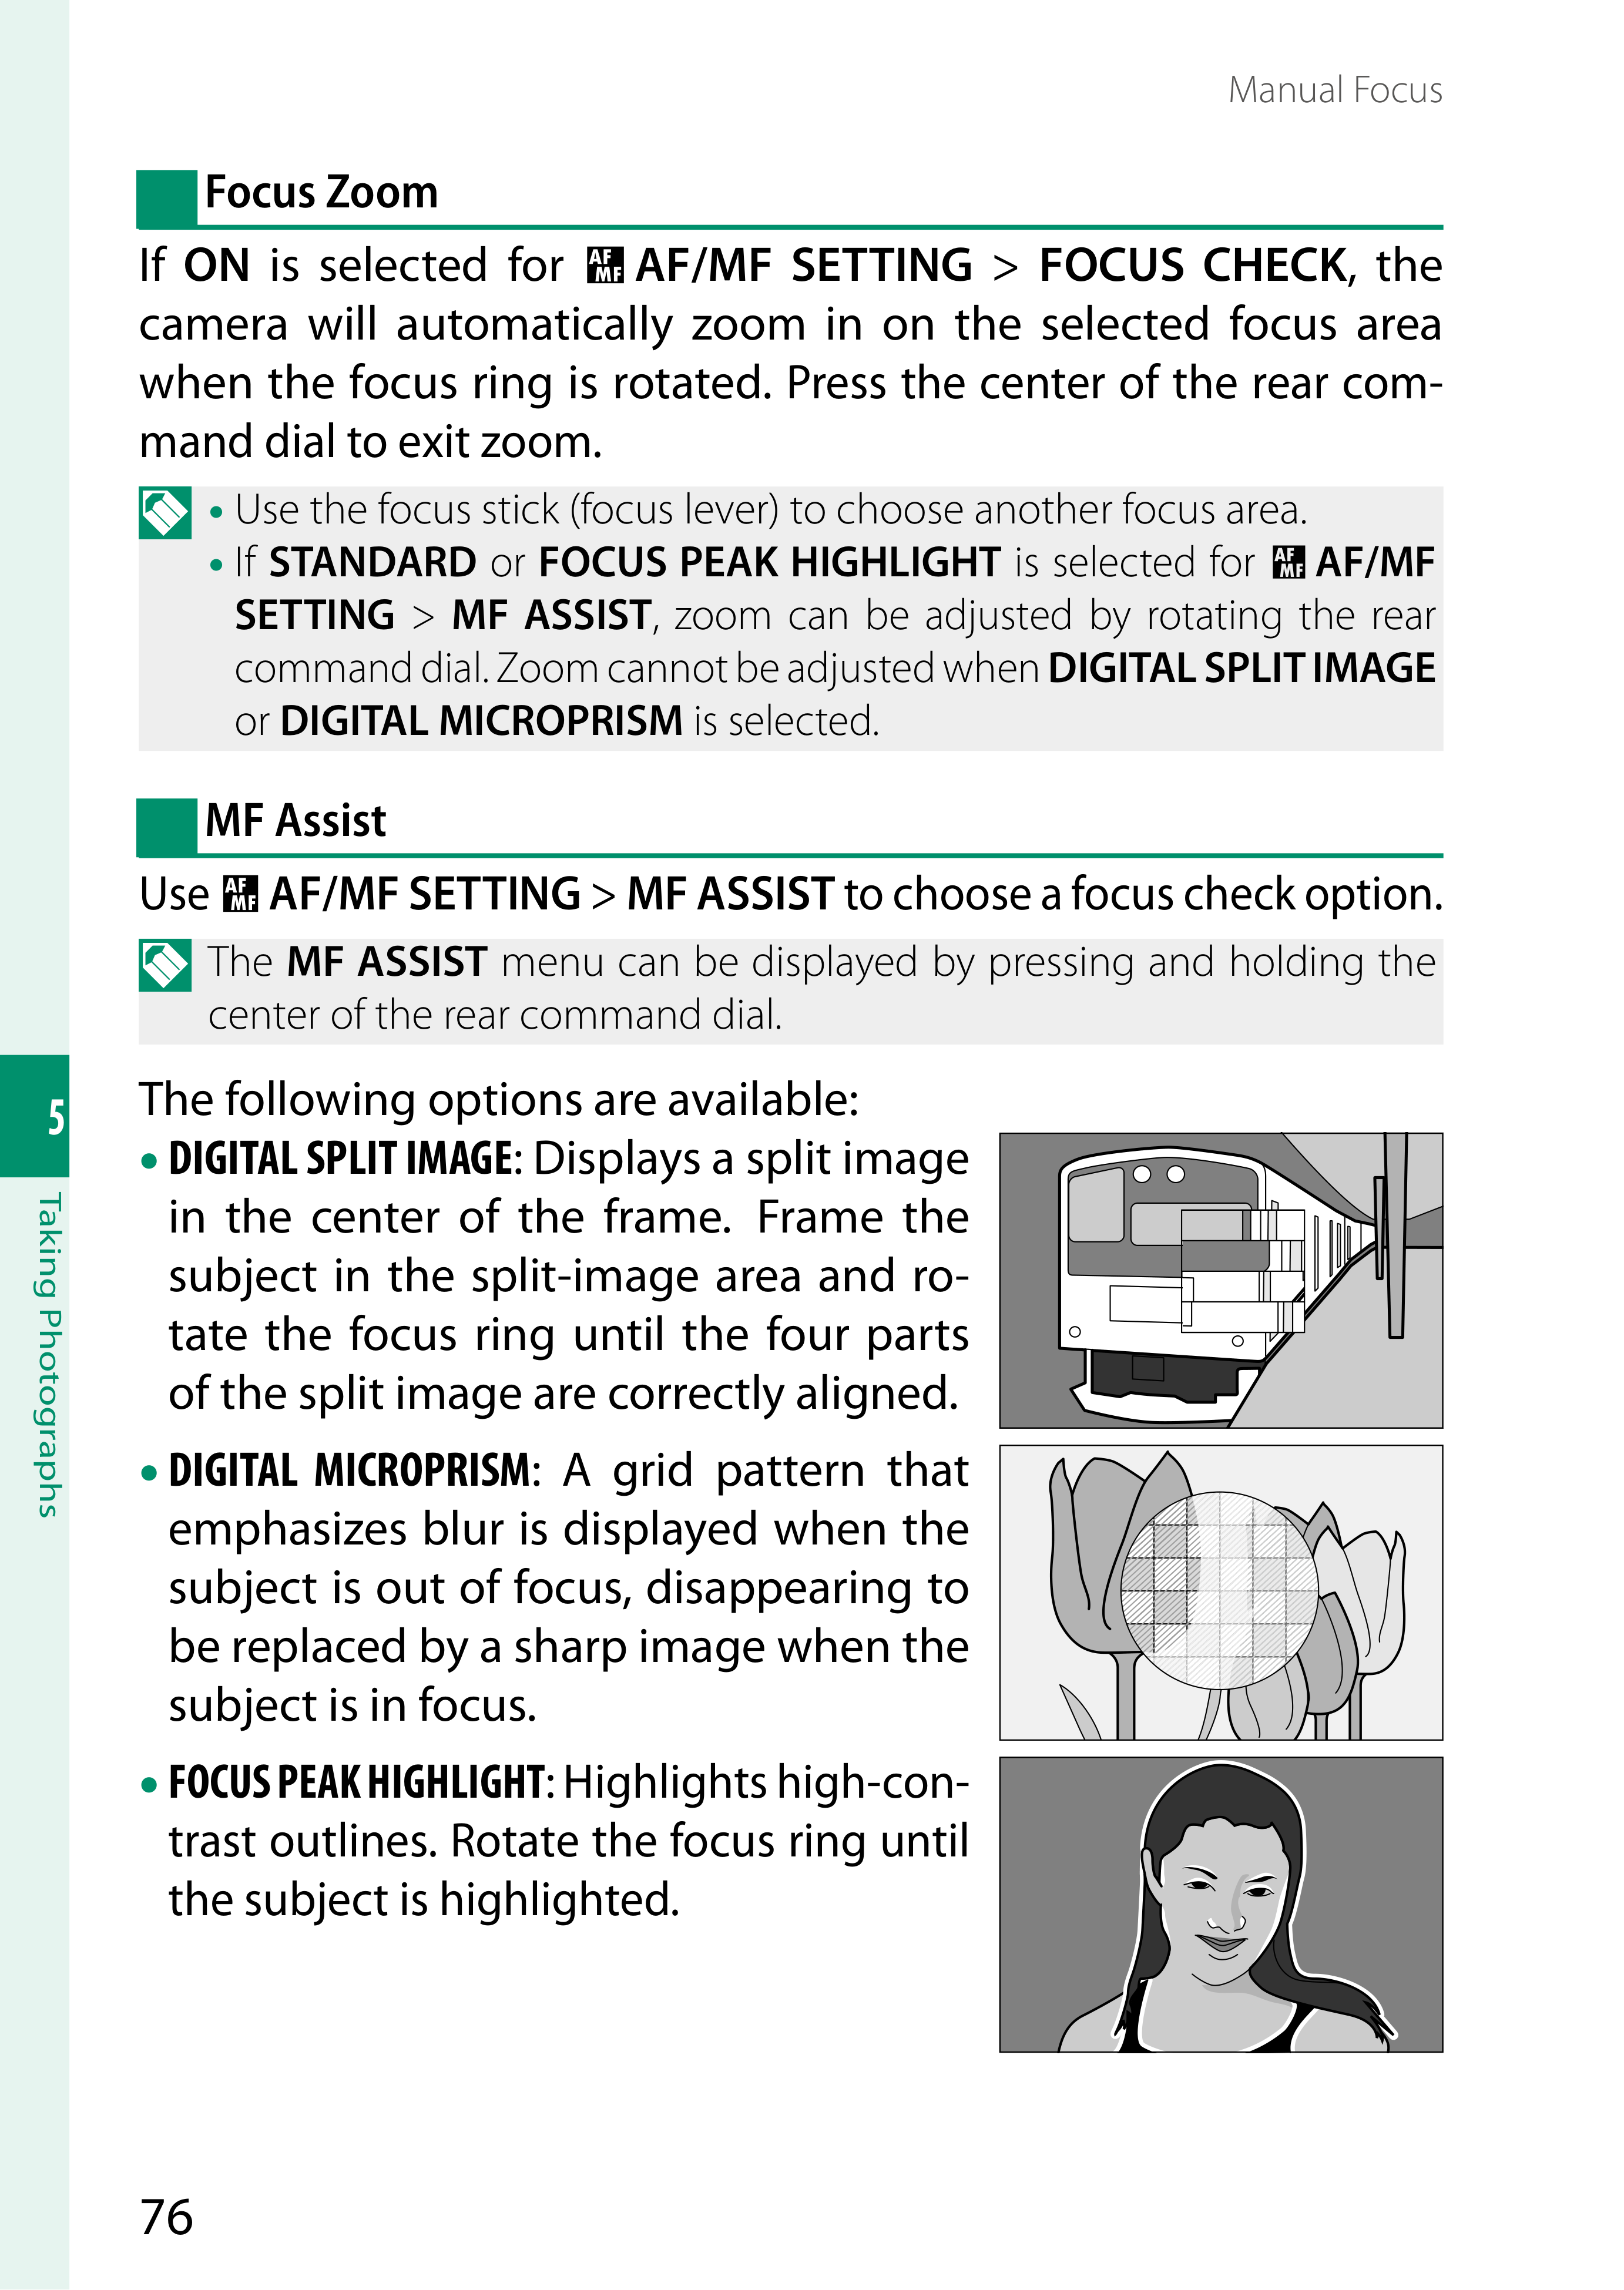 Manual Focus
Focus Zoom
If ON is selected for AF MF AF/MF SETTING > FOCUS CHECK, the
camera will automatically zoom in on the selected focus area
when the focus ring is rotated. Press the center of the rear com-
mand dial to exit zoom.
• Use the focus stick (focus lever) to choose another focus area.
• If STANDARD or FOCUS PEAK HIGHLIGHT is selected for AF MF AF/MF
SETTING > MF ASSIST, zoom can be adjusted by rotating the rear
command dial. Zoom cannot be adjusted when DIGITAL SPLIT IMAGE
or DIGITAL MICROPRISM is selected.
MF Assist
Use AF MF AF/MF SETTING > MF ASSIST to choose a focus check option.
The MF ASSIST menu can be displayed by pressing and holding the
center of the rear command dial.
The following options are available:
• DIGITAL SPLIT IMAGE: Displays a split image
in the center of the frame. Frame the
subject in the split-image area and ro-
tate the focus ring until the four parts
of the split image are correctly aligned.
• DIGITAL MICROPRISM: A grid pattern that
emphasizes blur is displayed when the
subject is out of focus, disappearing to
be replaced by a sharp image when the
subject is in focus.
• FOCUS PEAK HIGHLIGHT: Highlights high-con-
trast outlines. Rotate the focus ring until
the subject is highlighted.
5
Taking Photographs
76